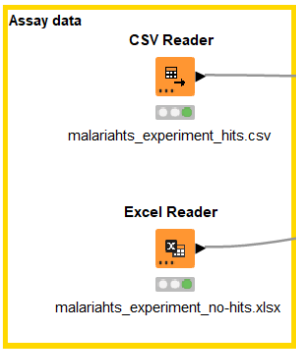 Assay data
CSV Reader
malariahts_experiment_hits.csv
Excel Reader
malariahts_experiment_no-hits.xlsx